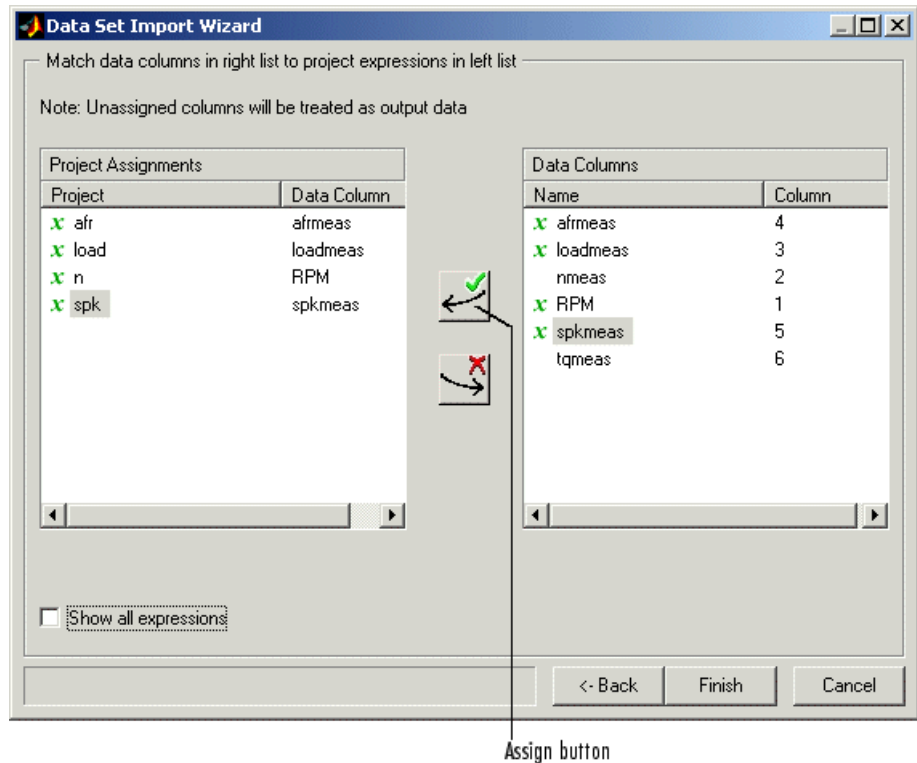 Data Set Import Wizard
Match data columns in right list to project expressions in left list
Note: Unassigned columns will be treated as output data
Project Assignments
Project Data Column
x afr afrmeas
x load loadmeas
x n RPM
x spk spkmeas
Data Columns
Name Column
x afrmeas 4
x loadmeas 3
nmeas 2
x RPM 1
x spkmeas 5
tqmeas 6
Show all expressions
<- Back Finish Cancel
Assign button